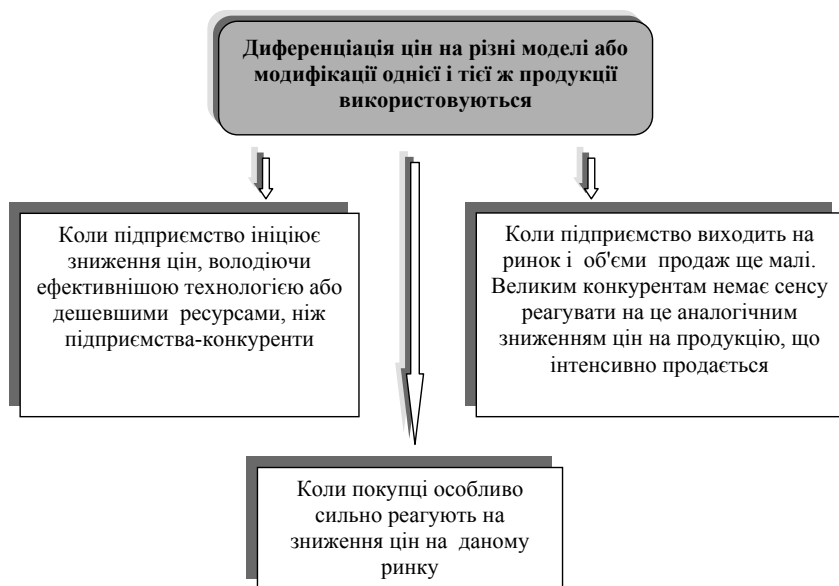 Диференціація цін на різні моделі або
модифікації однієї і тієї ж продукції
використовуються
Коли підприємство ініціює
зниження цін, володіючи
ефективнішою технологією або
дешевшими ресурсами, ніж
підприємства-конкуренти
Коли підприємство виходить на
ринок і об'єми продаж ще малі.
Великим конкурентам немає сенсу
реагувати на це аналогічним
зниженням цін на продукцію, що
інтенсивно продається
Коли покупці особливо
сильно реагують на
зниження цін на даному
ринку